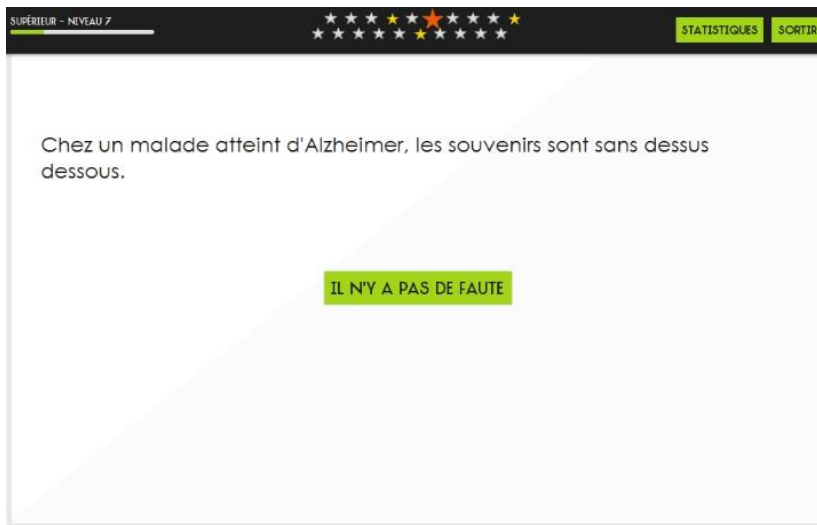 SUPÉRIEUR - NIVEAU 7
STATISTIQUES
SORTIR
Chez un malade atteint d'Alzheimer, les souvenirs sont sans dessus
dessous.
IL N'Y A PAS DE FAUTE